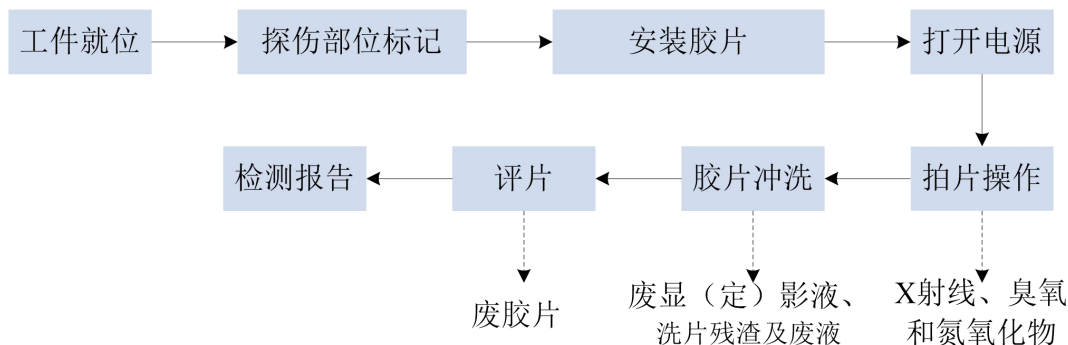 工件就位
探伤部位标记
安装胶片
打开电源
检测报告
评片
胶片冲洗
拍片操作
废胶片
废显（定）影液、
洗片残渣及废液
X射线、臭氧
和氮氧化物